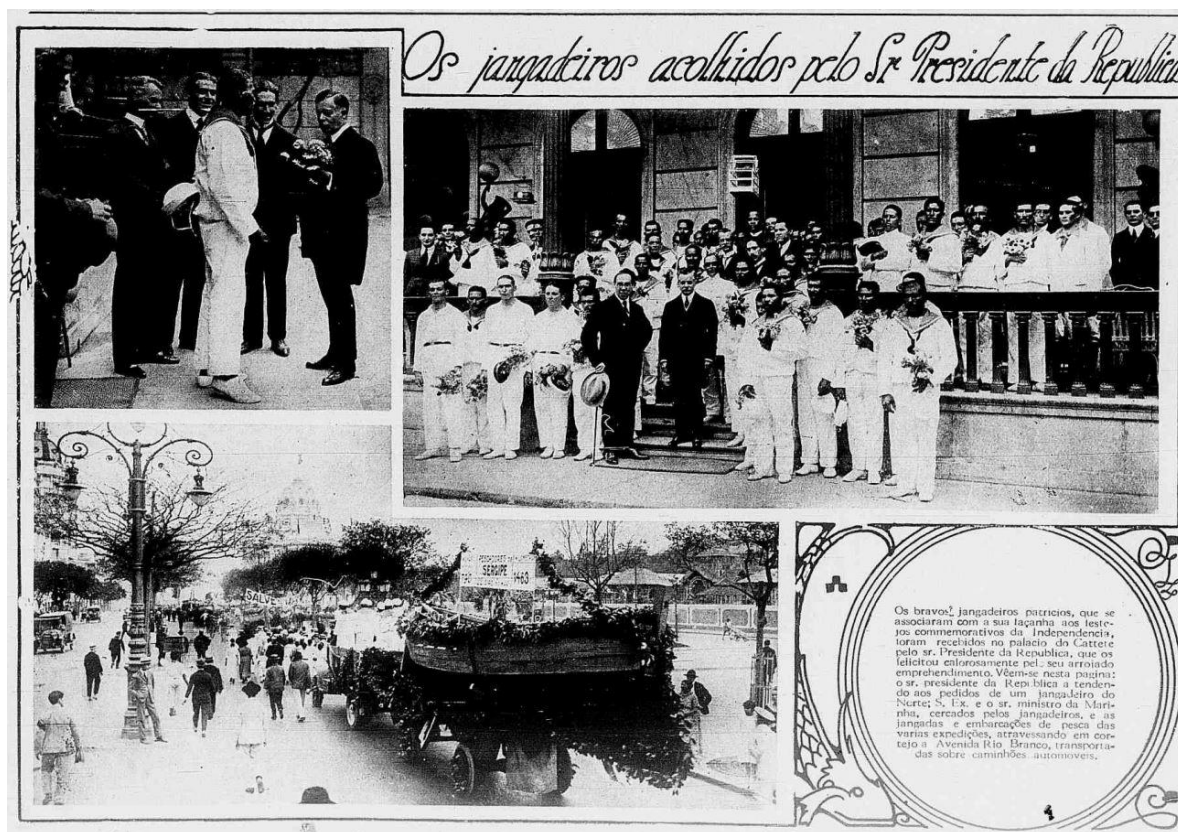 Os jangadeiros acolhidos pelo Sr Presidente da Republica
SERGIPE
1463
SALVE
Os bravos jangadeiros patricios, que se
associaram com a sua façanha aos feste-
jos commemorativos da Independencia,
foram recebidos no palacio do Cattete
pelo sr. Presidente da Republica, que os
felicitou calorosamente pel seu arrojado
emprehendimento. Vêem-se nesta pagina:
o sr. presidente da Republica a tenden-
do aos pedidos de um jangadeiro do
Norte; S. Ex. e o sr. ministro da Mari-
nha, cercados pelos jangadeiros, e as
jangadas e embarcações de pesca das
varias expedições, atravessando em cor-
tejo a Avenida Rio Branco, transporta-
das sobre caminhões automoveis.